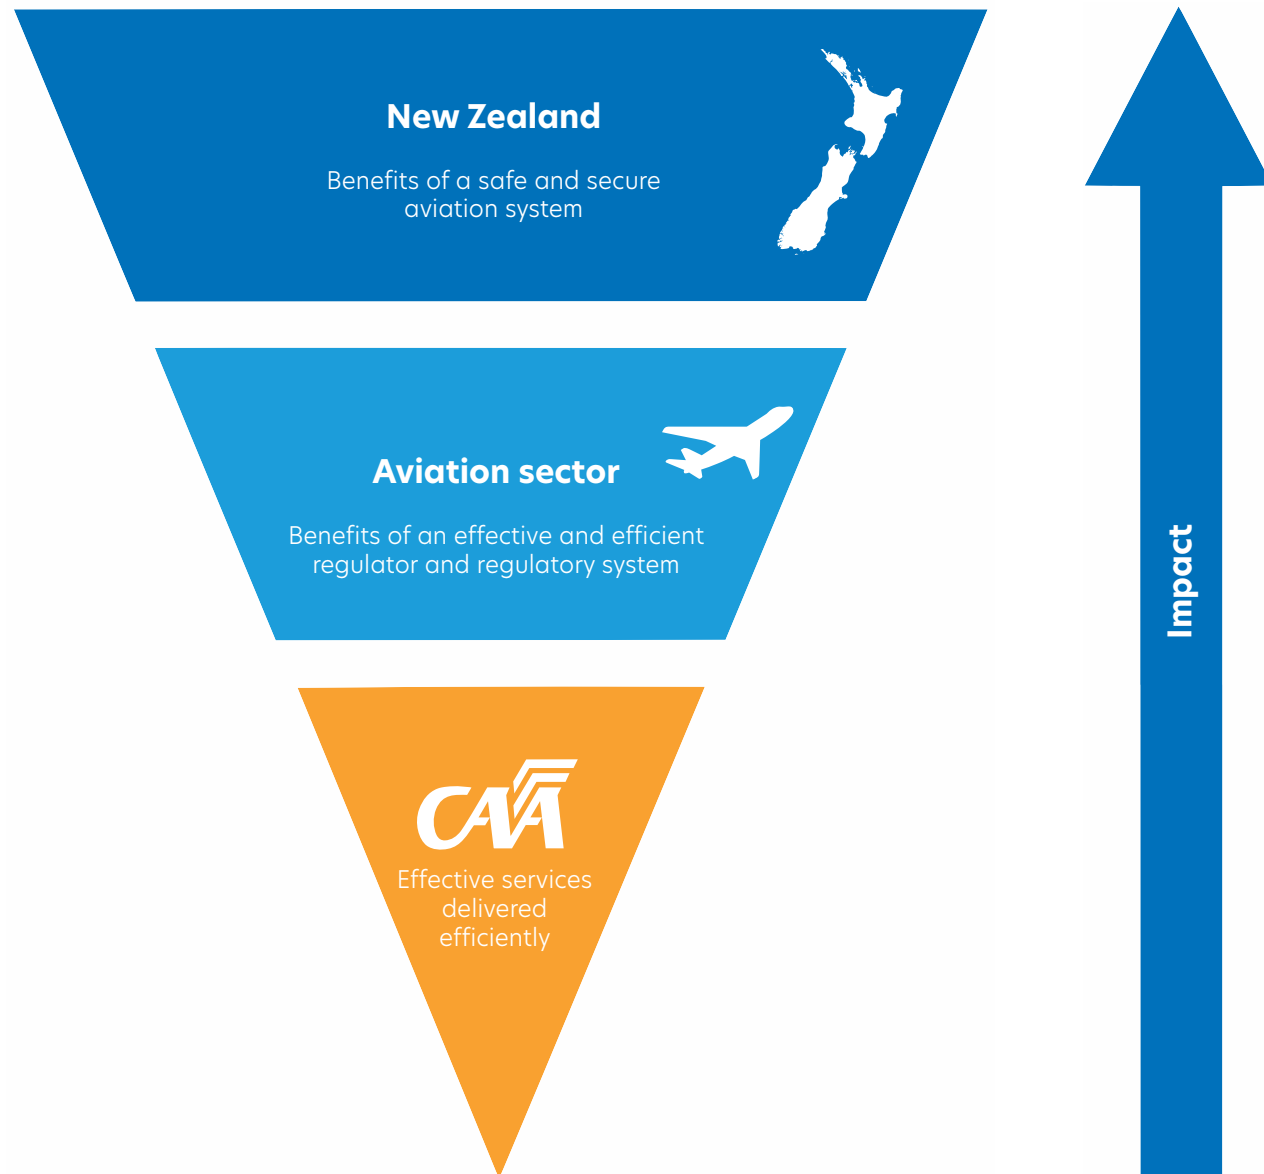 New Zealand
Benefits of a safe and secure
aviation system
Aviation sector
Benefits of an effective and efficient
regulator and regulatory system
CAA
Effective services
delivered
efficiently
Impact